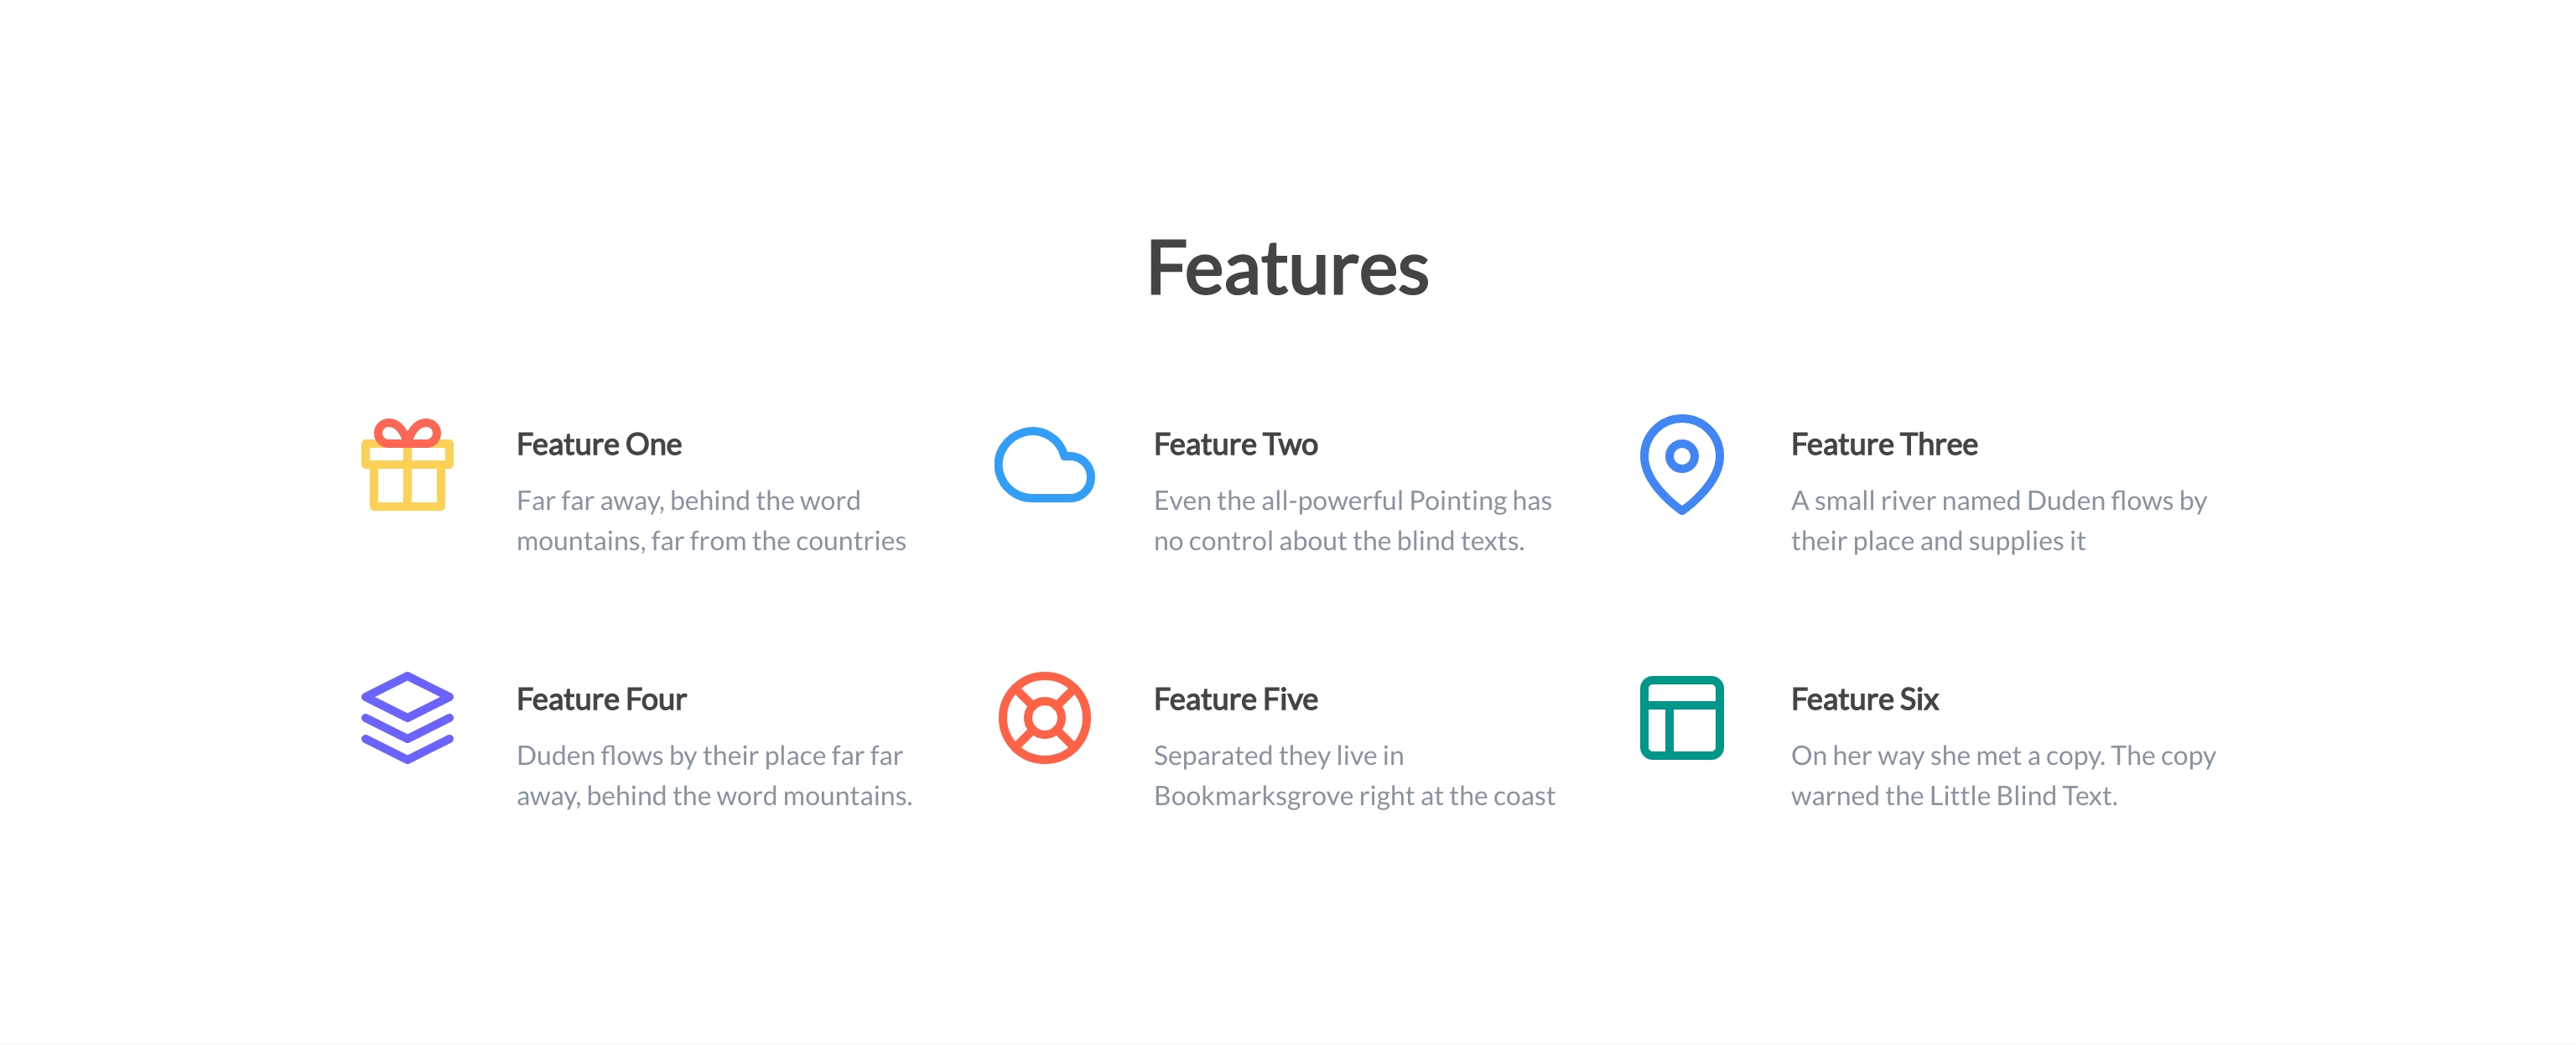 Features
Feature One
Far far away, behind the word
mountains, far from the countries
Feature Two
Even the all-powerful Pointing has
no control about the blind texts.
Feature Three
A small river named Duden flows by
their place and supplies it
Feature Four
Duden flows by their place far far
away, behind the word mountains.
Feature Five
Separated they live in
Bookmarksgrove right at the coast
Feature Six
On her way she met a copy. The copy
warned the Little Blind Text.